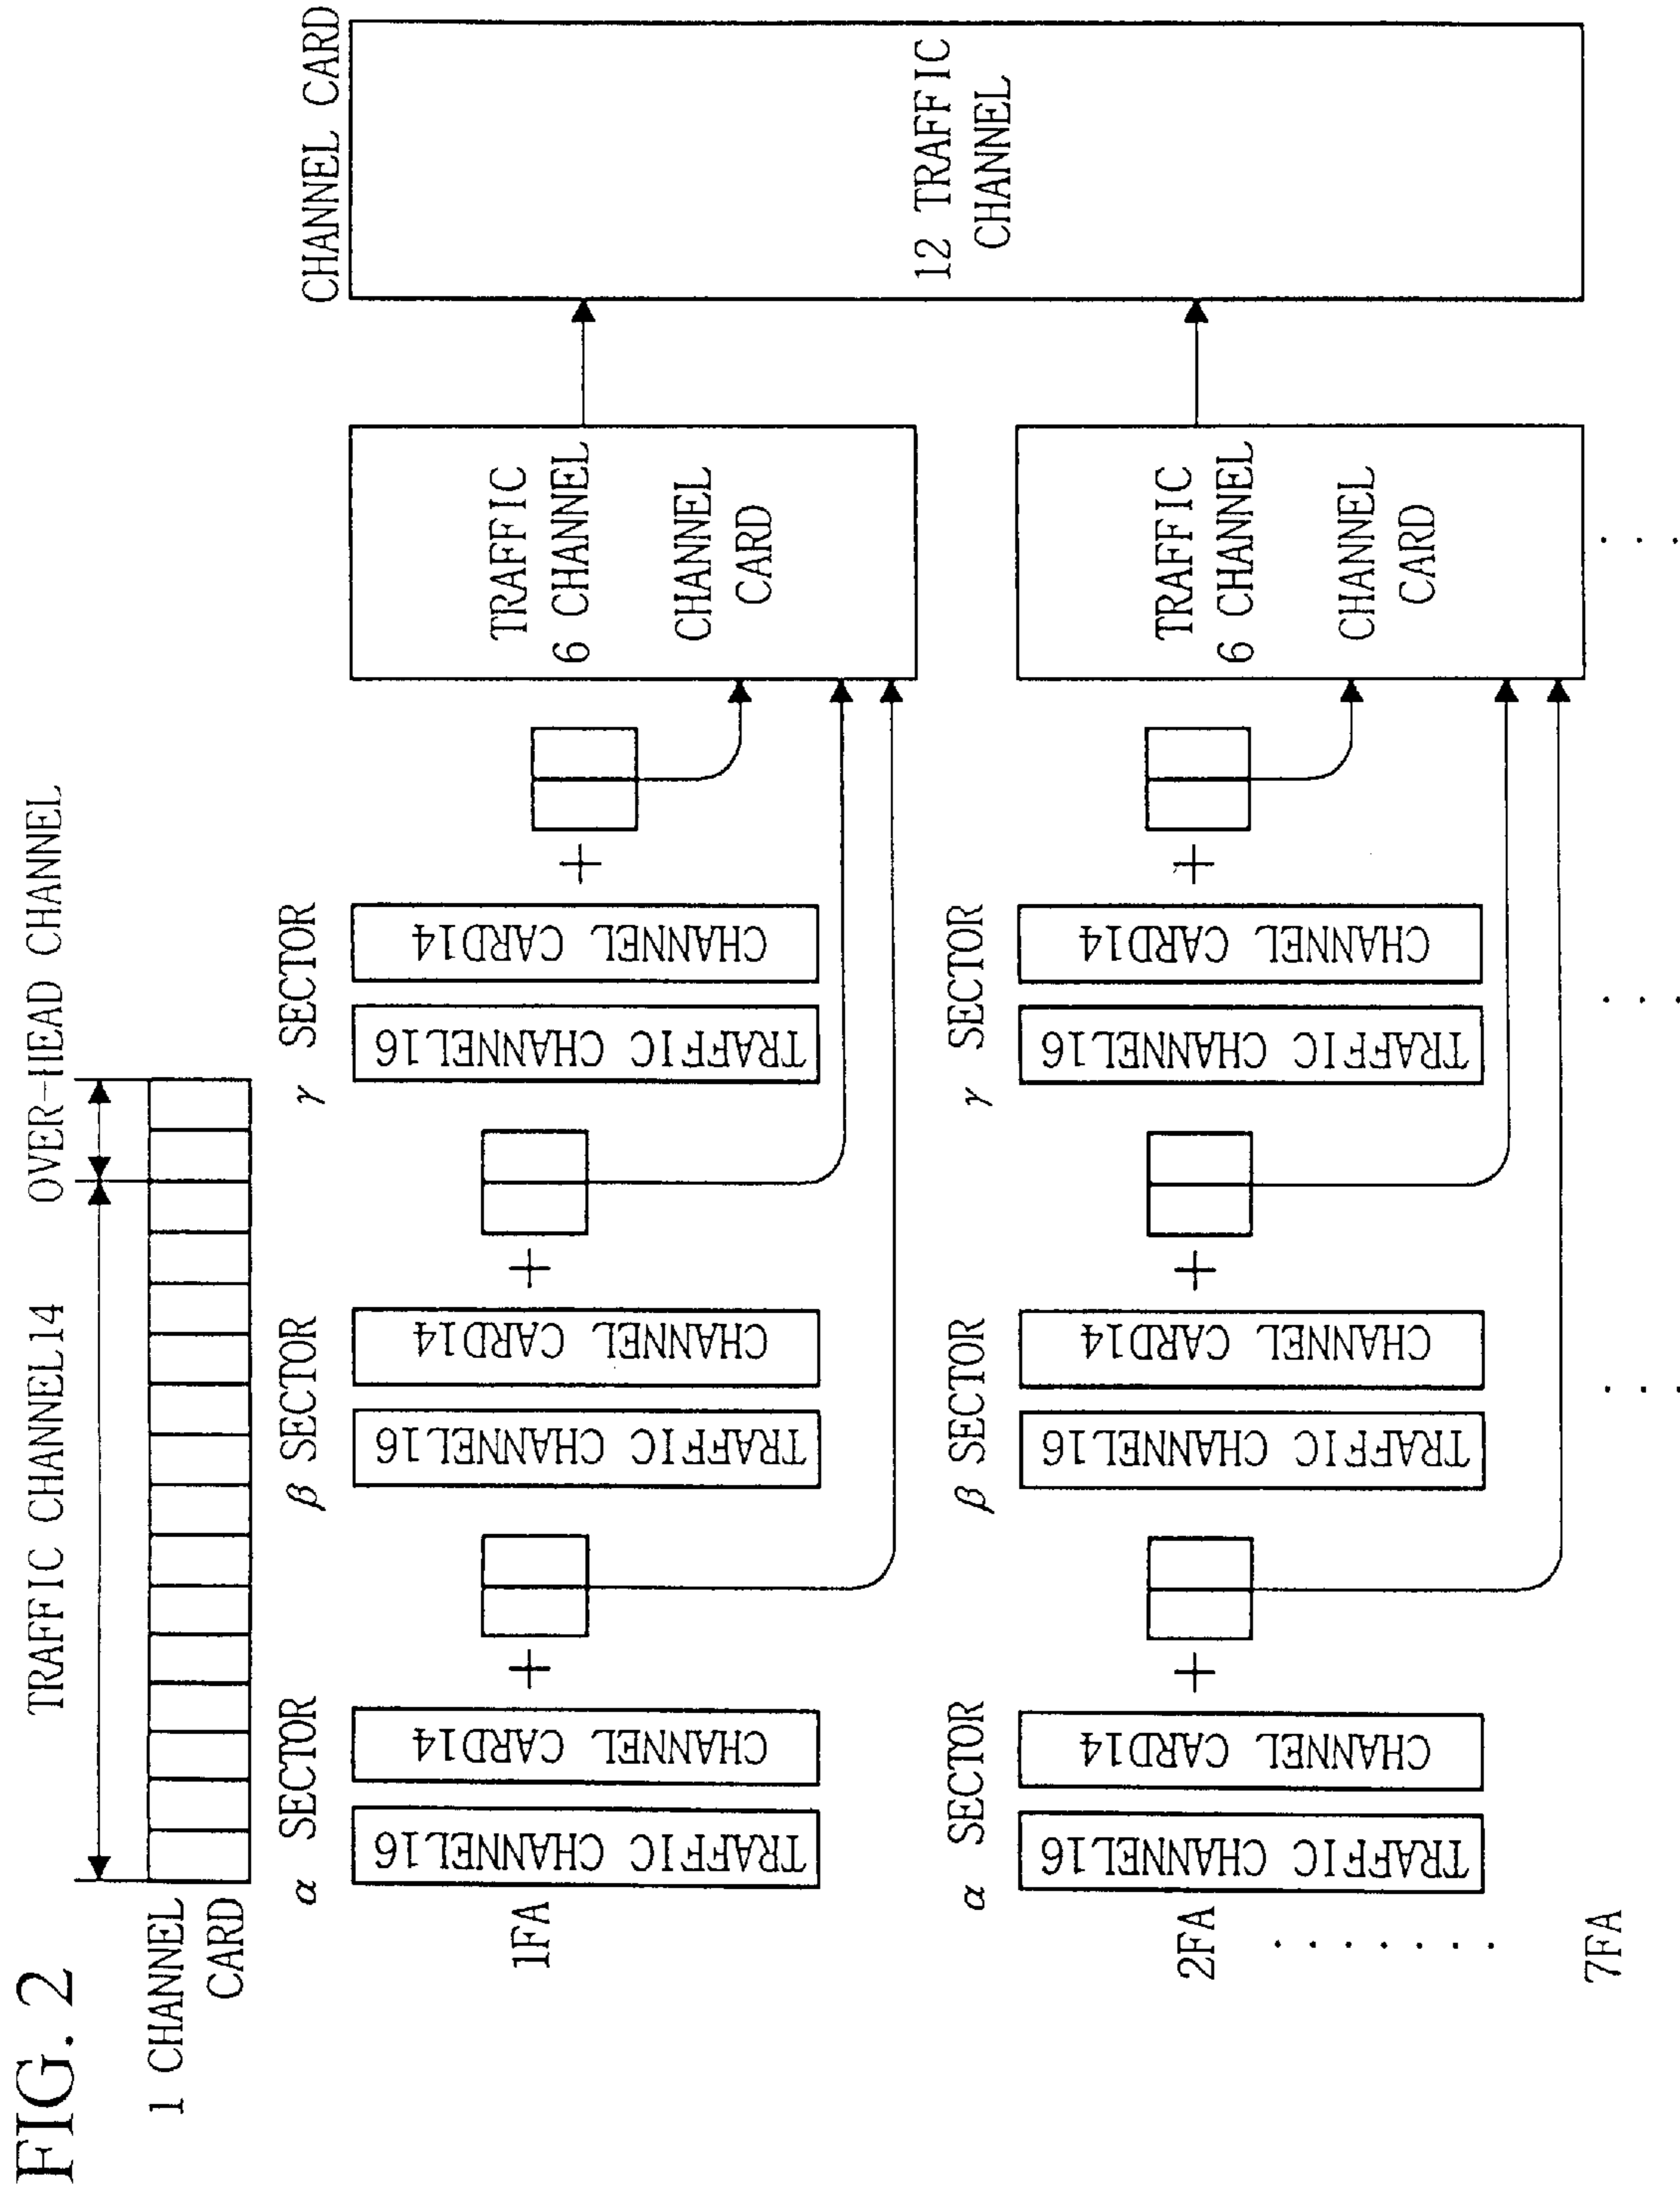 FIG. 2
TRAFFIC CHANNEL14
OVER-HEAD CHANNEL
1 CHANNEL
CARD
α SECTOR
β SECTOR
γ SECTOR
CHANNEL CARD
1FA
TRAFFIC CHANNEL16
CHANNEL CARD14
+
TRAFFIC CHANNEL16
CHANNEL CARD14
+
TRAFFIC CHANNEL16
CHANNEL CARD14
+
TRAFFIC
6 CHANNEL
CHANNEL
CARD
12 TRAFFIC
CHANNEL
α SECTOR
β SECTOR
γ SECTOR
2FA
TRAFFIC CHANNEL16
CHANNEL CARD14
+
TRAFFIC CHANNEL16
CHANNEL CARD14
+
TRAFFIC CHANNEL16
CHANNEL CARD14
+
TRAFFIC
6 CHANNEL
CHANNEL
CARD
7FA